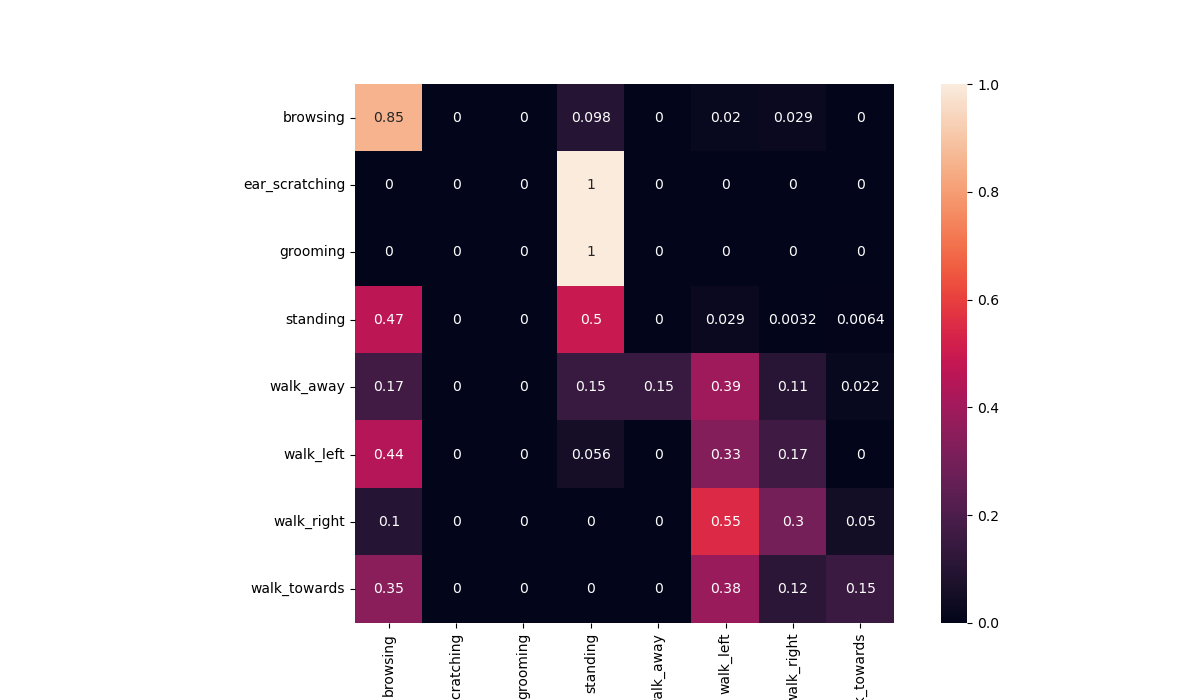 browsing 0.85 0 0 0.098 0 0.02 0.029 0
ear_scratching 0 0 0 1 0 0 0 0
grooming 0 0 0 1 0 0 0 0
standing 0.47 0 0 0.5 0 0.029 0.0032 0.0064
walk_away 0.17 0 0 0.15 0.15 0.39 0.11 0.022
walk_left 0.44 0 0 0.056 0 0.33 0.17 0
walk_right 0.1 0 0 0 0 0.55 0.3 0.05
walk_towards 0.35 0 0 0 0 0.38 0.12 0.15
browsing
cratching
grooming
standing
alk_away
walk_left
walk_right
_towards
1.0
0.8
0.6
0.4
0.2
0.0